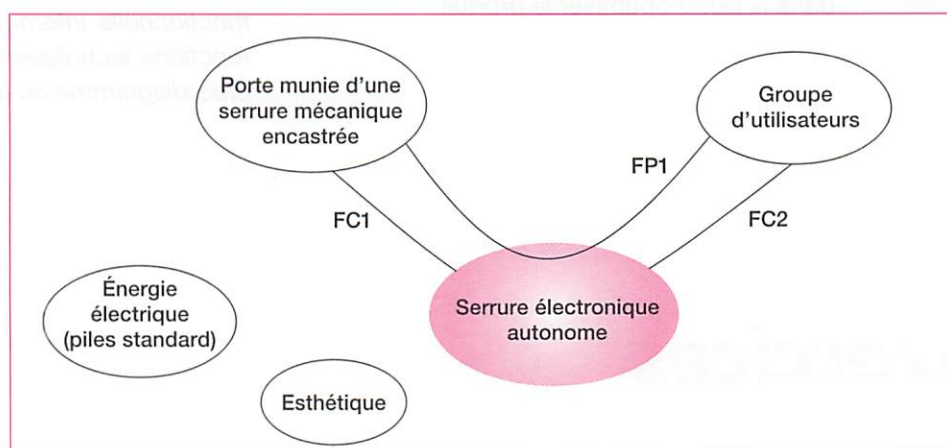 Porte munie d'une
serrure mécanique
encastrée
Groupe
d'utilisateurs
FP1
FC1
FC2
Énergie
électrique
(piles standard)
Serrure électronique
autonome
Esthétique